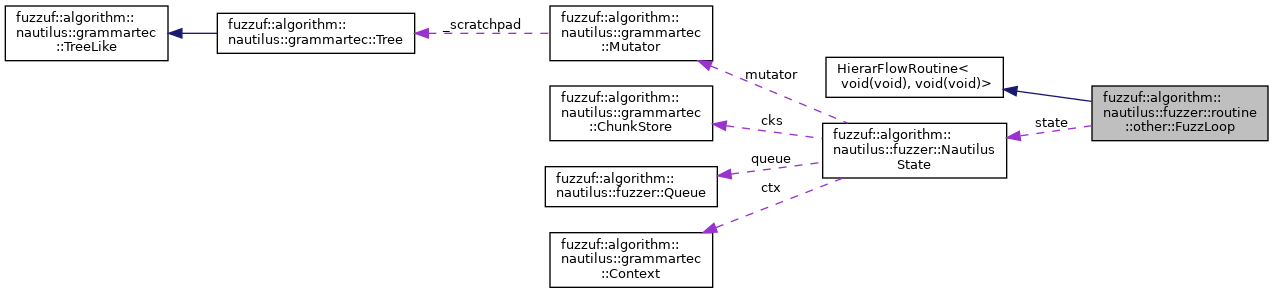 fuzzuf::algorithm::
nautilus::grammartec
::TreeLike
fuzzuf::algorithm::
nautilus::grammartec::Tree
_scratchpad
fuzzuf::algorithm::
nautilus::grammartec
::Mutator
mutator
fuzzuf::algorithm::
nautilus::grammartec
::ChunkStore
cks
queue
fuzzuf::algorithm::
nautilus::fuzzer::Queue
ctx
fuzzuf::algorithm::
nautilus::grammartec
::Context
HierarFlowRoutine<
void(void), void(void)>
fuzzuf::algorithm::
nautilus::fuzzer::Nautilus
State
state
fuzzuf::algorithm::
nautilus::fuzzer::routine
::other::FuzzLoop